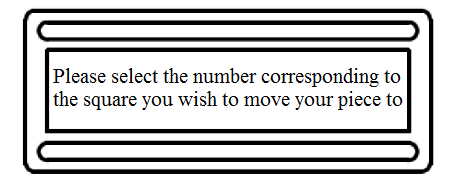 Please select the number corresponding to
the square you wish to move your piece to